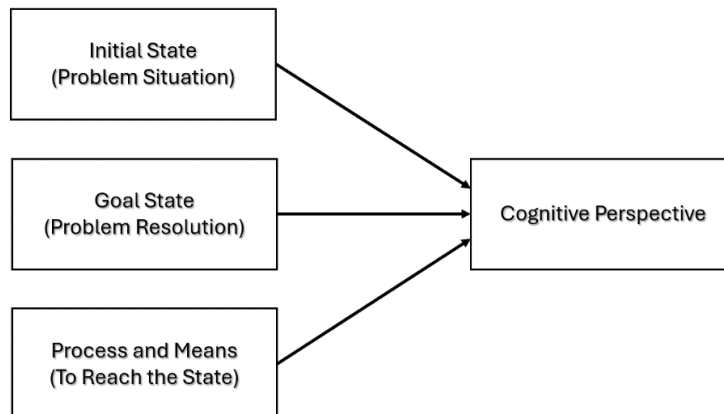 Initial State
(Problem Situation)
Goal State
(Problem Resolution)
Cognitive Perspective
Process and Means
(To Reach the State)